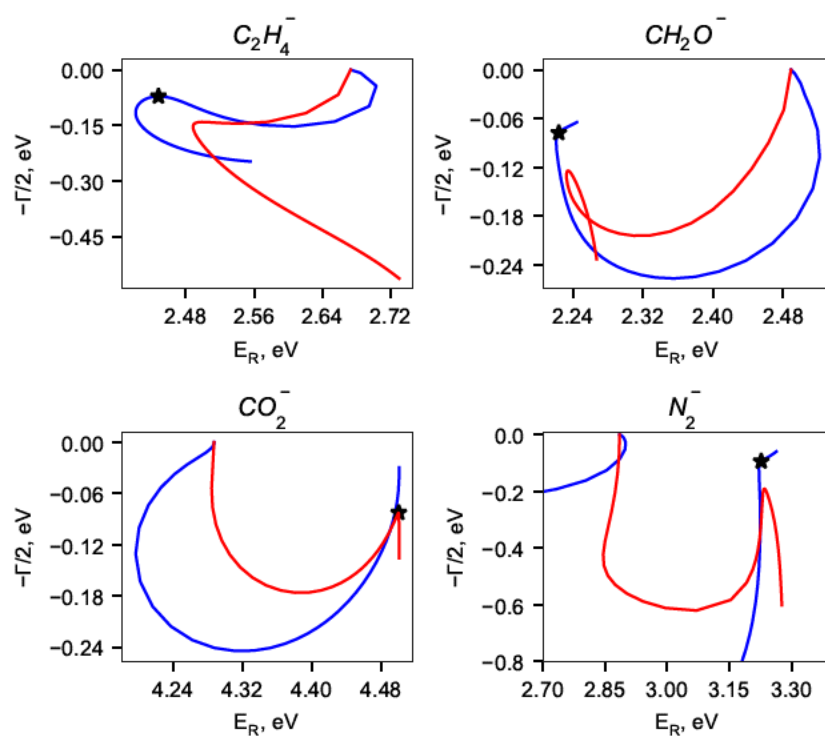 C₂H₄⁻
CH₂O⁻
0.00
−0.15
−0.30
−0.45
−Γ/2, eV
2.48 2.56 2.64 2.72
E_R, eV
0.00
−0.06
−0.12
−0.18
−0.24
−Γ/2, eV
2.24 2.32 2.40 2.48
E_R, eV
CO₂⁻
N₂⁻
0.00
−0.06
−0.12
−0.18
−0.24
−Γ/2, eV
4.24 4.32 4.40 4.48
E_R, eV
0.0
−0.2
−0.4
−0.6
−0.8
−Γ/2, eV
2.70 2.85 3.00 3.15 3.30
E_R, eV